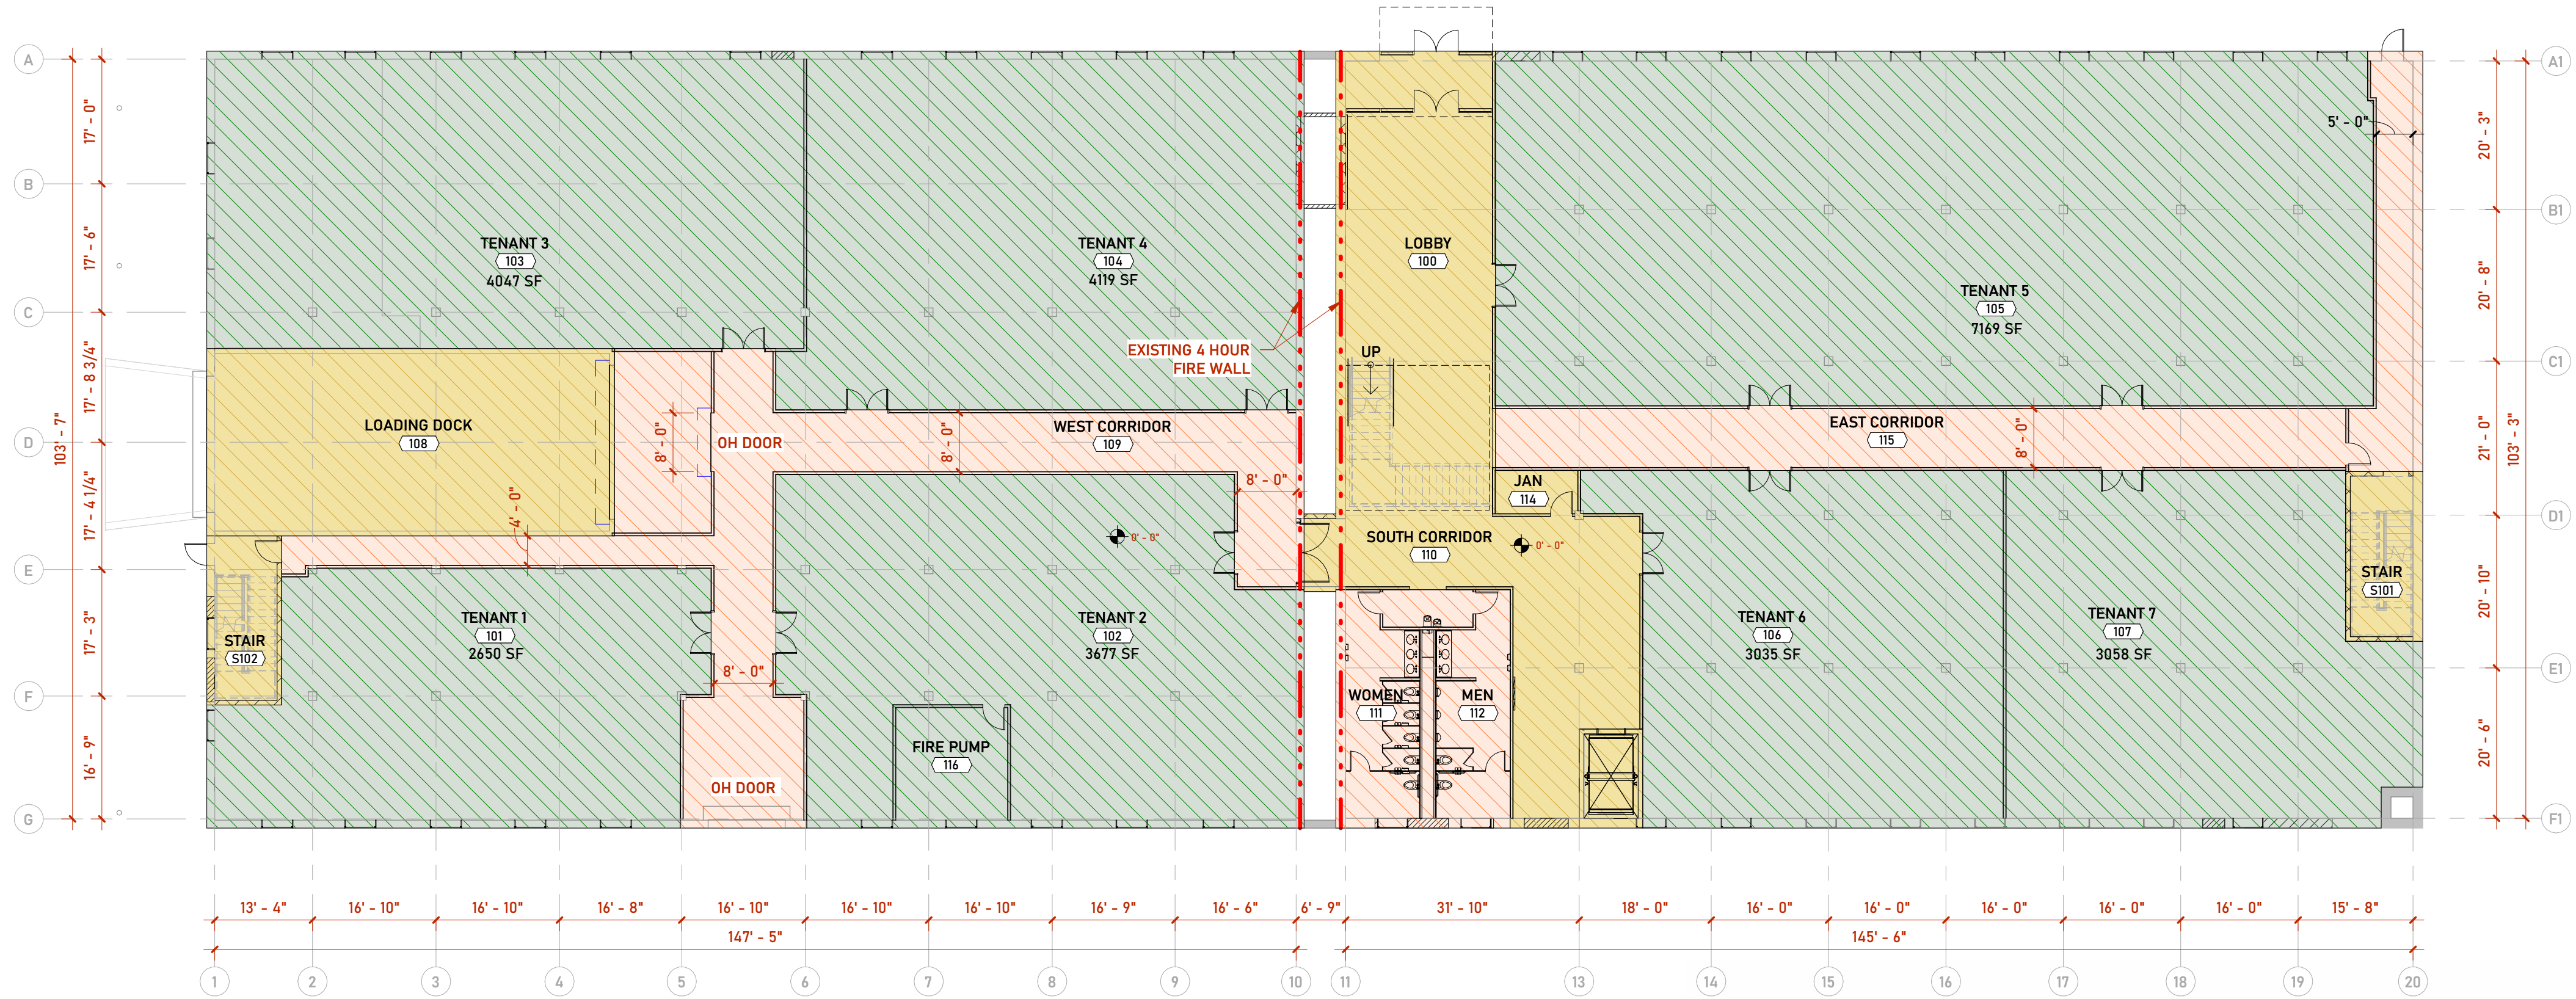 A
B
C
D
E
F
G
17' - 0"
17' - 6"
17' - 8 3/4"
17' - 4 1/4"
17' - 3"
16' - 9"
103' - 7"
TENANT 3
103
4047 SF
TENANT 4
104
4119 SF
EXISTING 4 HOUR
FIRE WALL
LOBBY
100
UP
TENANT 5
105
7169 SF
5' - 0"
LOADING DOCK
108
8' - 0"
OH DOOR
8' - 0"
WEST CORRIDOR
109
8' - 0"
4' - 0"
0' - 0"
EAST CORRIDOR
115
8' - 0"
JAN
114
SOUTH CORRIDOR
110
0' - 0"
STAIR
S102
TENANT 1
101
2650 SF
8' - 0"
TENANT 2
102
3677 SF
FIRE PUMP
116
OH DOOR
WOMEN
111
MEN
112
TENANT 6
106
3035 SF
TENANT 7
107
3058 SF
STAIR
S101
A1
B1
C1
D1
E1
F1
20' - 3"
20' - 8"
21' - 0"
20' - 10"
20' - 6"
103' - 3"
13' - 4"
16' - 10"
16' - 10"
16' - 8"
16' - 10"
16' - 10"
16' - 10"
16' - 9"
16' - 6"
6' - 9"
31' - 10"
18' - 0"
16' - 0"
16' - 0"
16' - 0"
16' - 0"
16' - 0"
15' - 8"
147' - 5"
145' - 6"
1
2
3
4
5
6
7
8
9
10
11
13
14
15
16
17
18
19
20